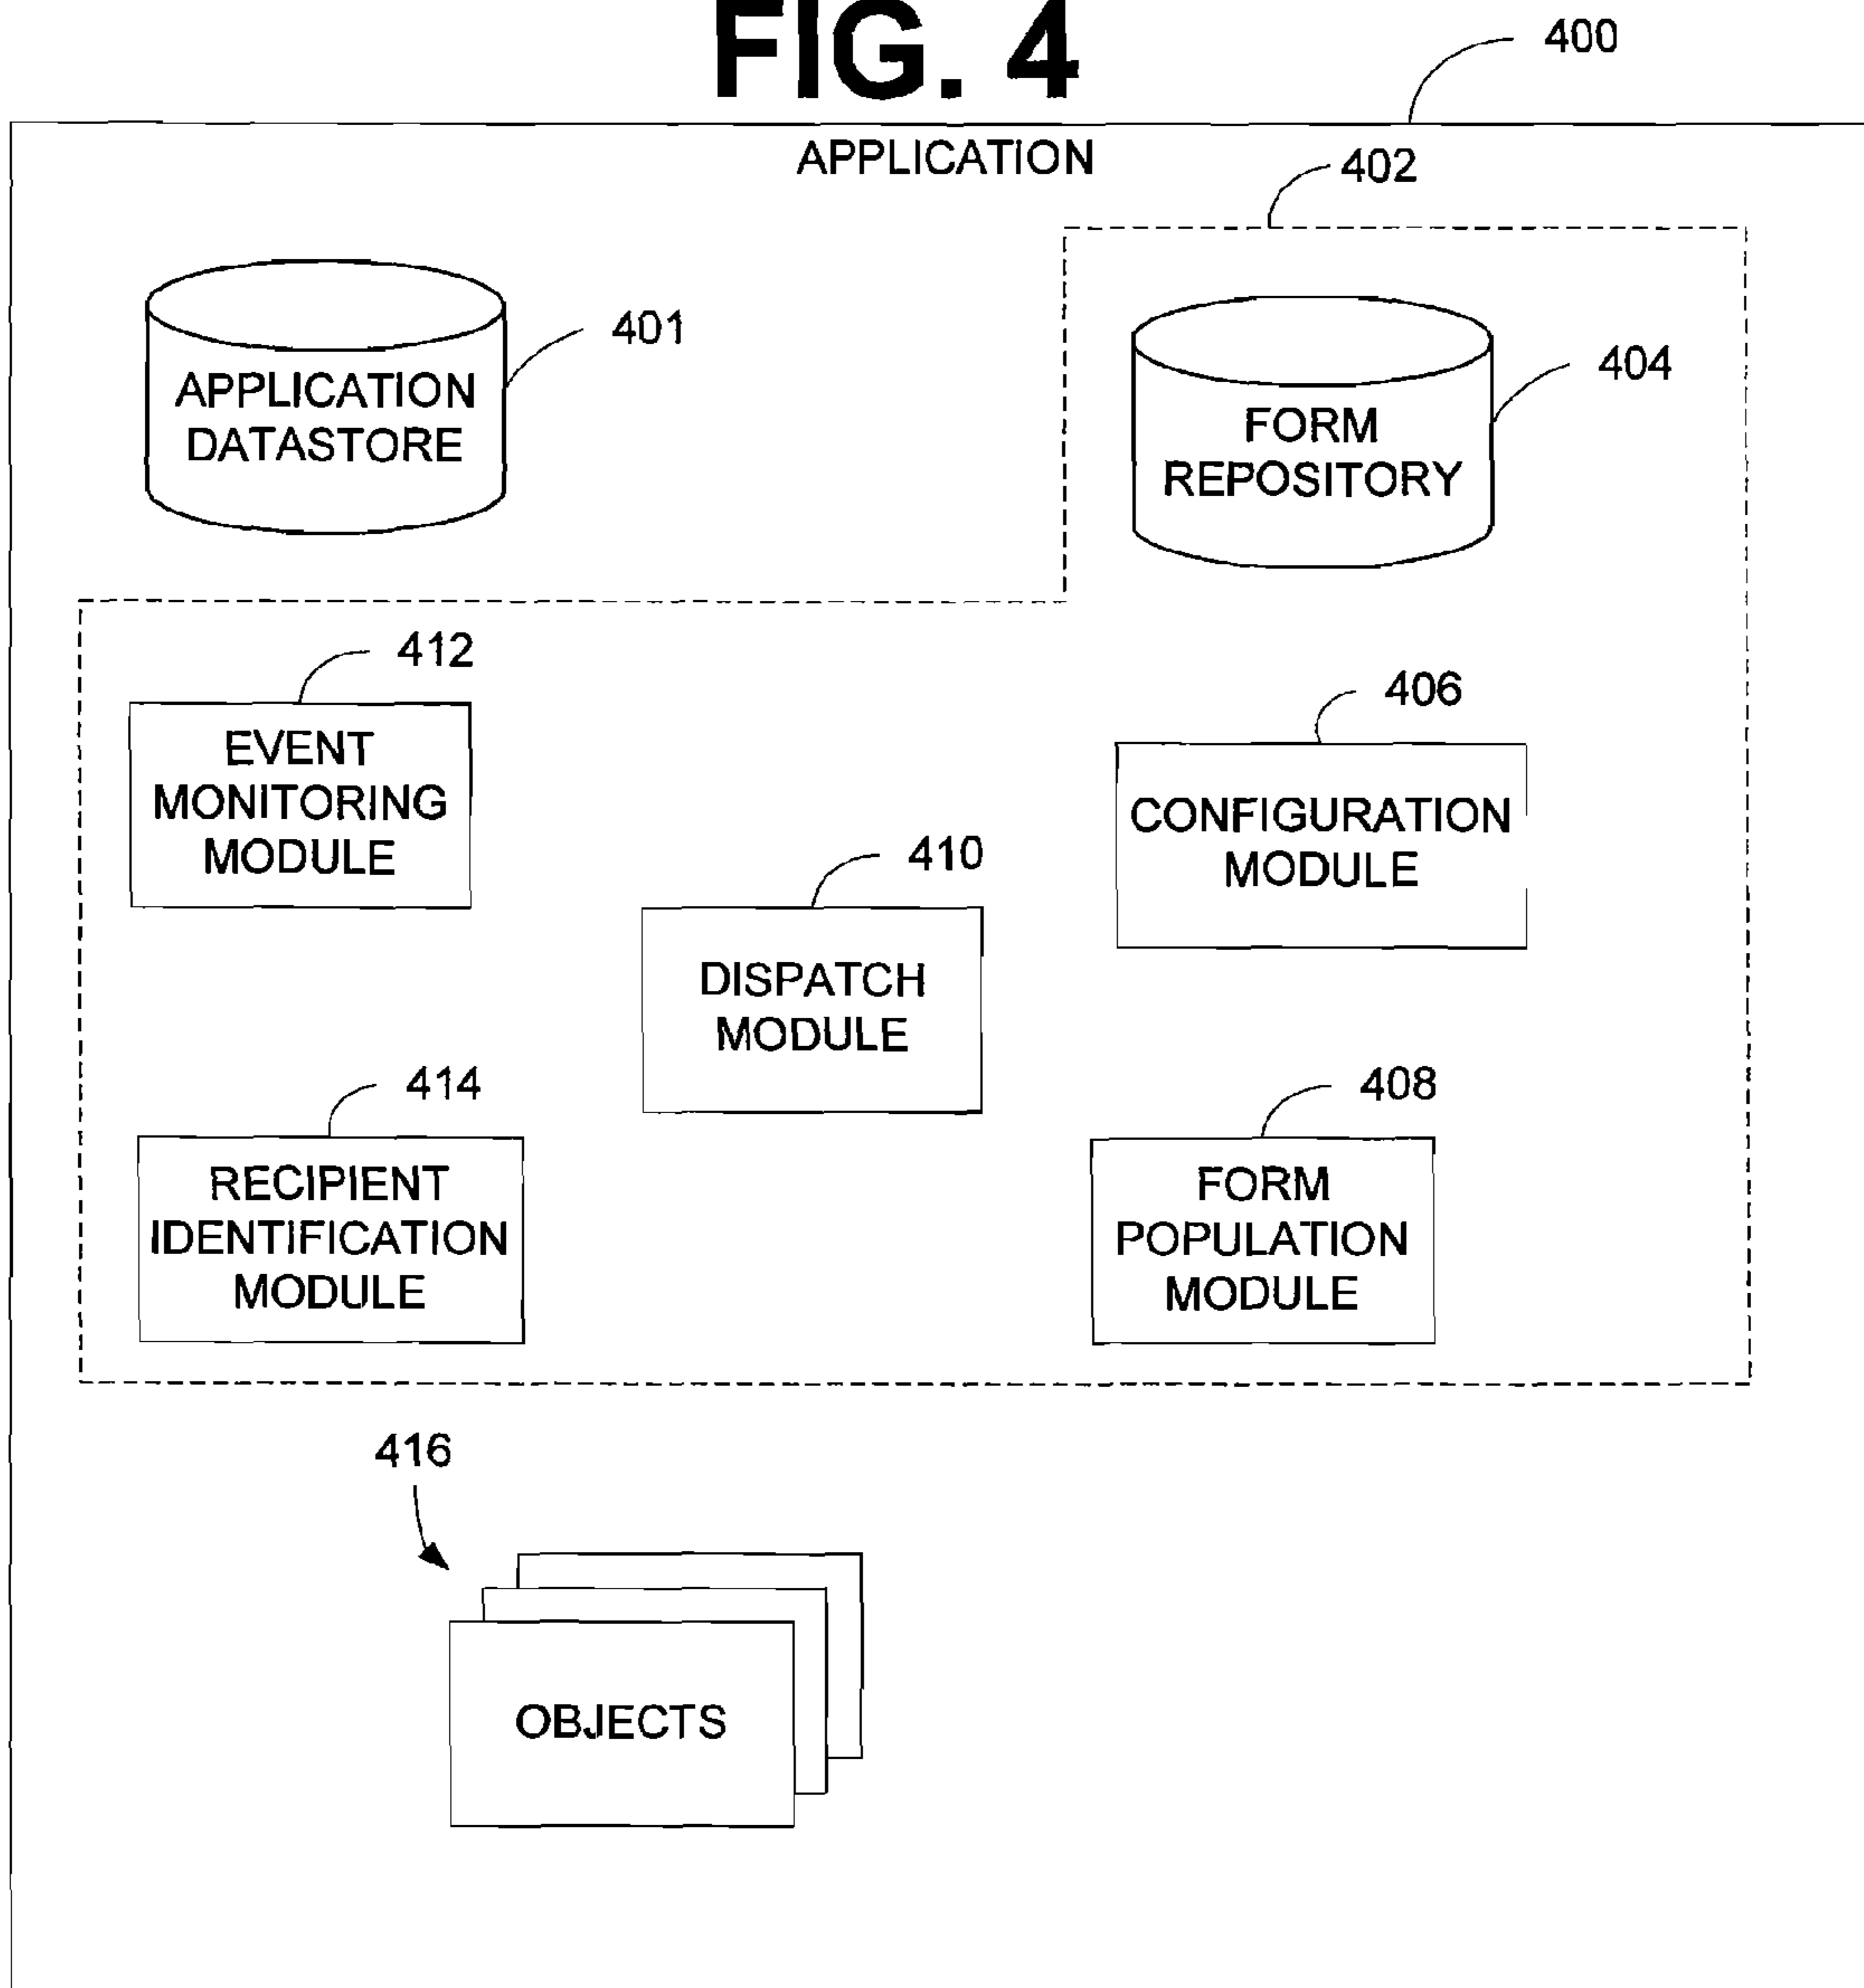 FIG. 4
400
APPLICATION
402
401
APPLICATION
DATASTORE
404
FORM
REPOSITORY
412
EVENT
MONITORING
MODULE
406
CONFIGURATION
MODULE
410
DISPATCH
MODULE
414
RECIPIENT
IDENTIFICATION
MODULE
408
FORM
POPULATION
MODULE
416
OBJECTS